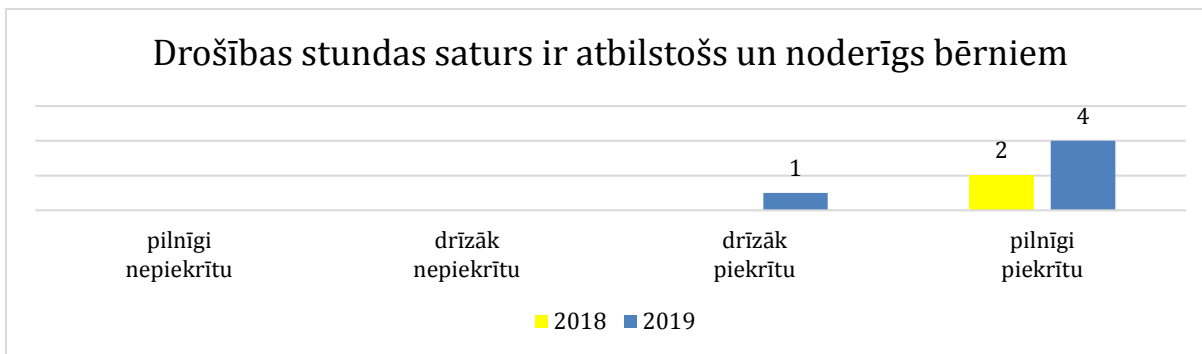 Drošības stundas saturs ir atbilstošs un noderīgs bērniem
1
2
4
pilnīgi
nepiekrītu
drīzāk
nepiekrītu
drīzāk
piekrītu
pilnīgi
piekrītu
2018 2019